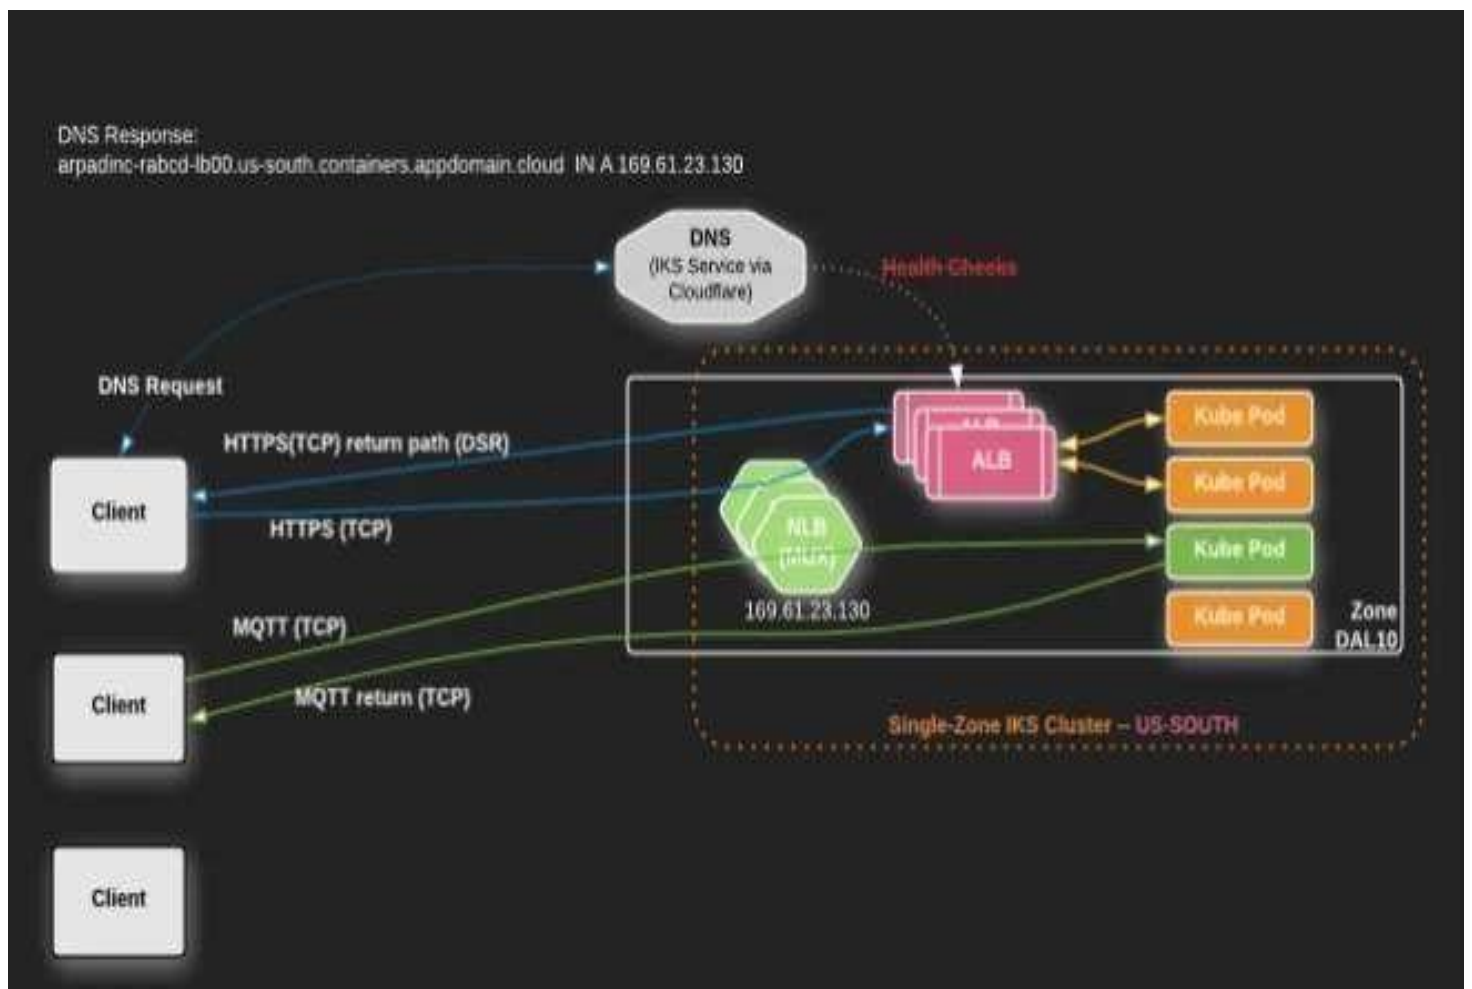 DNS Response:
arpadinc-rabcd-lb00.us-south.containers.appdomain.cloud IN A 169.61.23.130
DNS
(IKS Service via
Cloudflare)
Health Checks
DNS Request
HTTPS(TCP) return path (DSR)
ALB
ALB
Kube Pod
Kube Pod
Client
HTTPS (TCP)
NLB
(MUX)
Kube Pod
169.61.23.130
Kube Pod
Zone
DAL10
MQTT (TCP)
Client
MQTT return (TCP)
Single-Zone IKS Cluster – US-SOUTH
Client